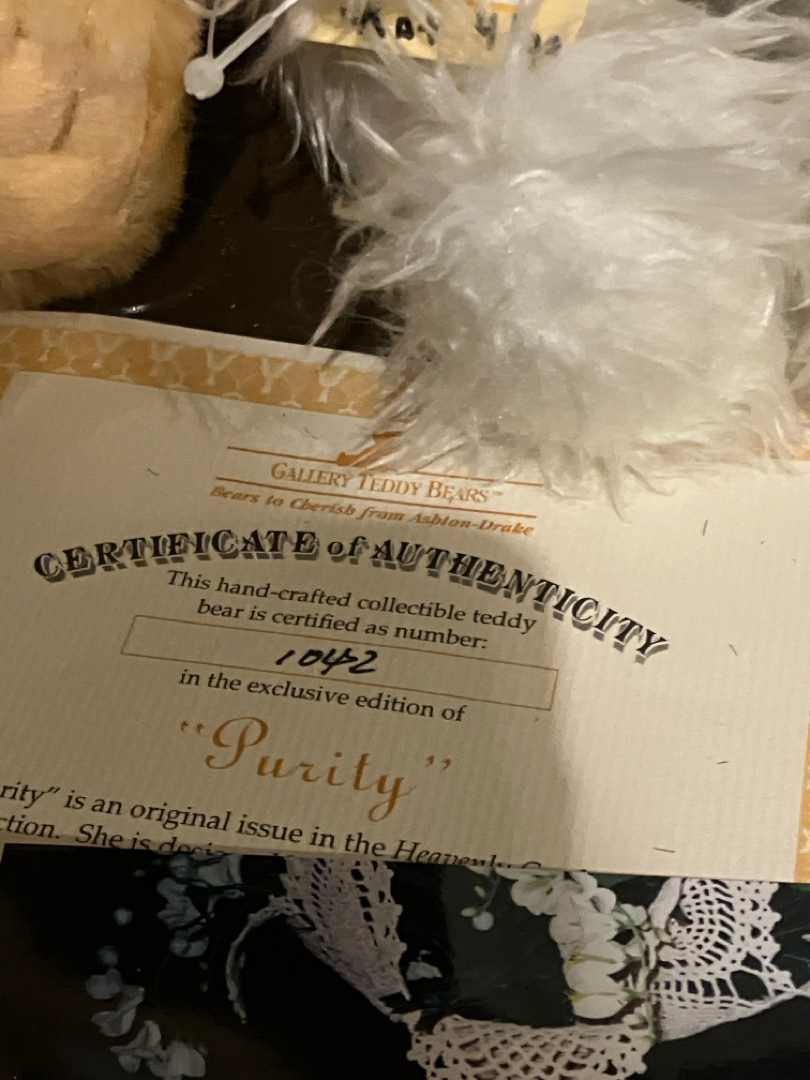 GALLERY TEDDY BEARS™
Bears to Cherish from Ashton-Drake
CERTIFICATE of AUTHENTICITY
This hand-crafted collectible teddy
bear is certified as number:
1042
in the exclusive edition of
"Purity"
rity" is an original issue in the Heavenly
ction. She is